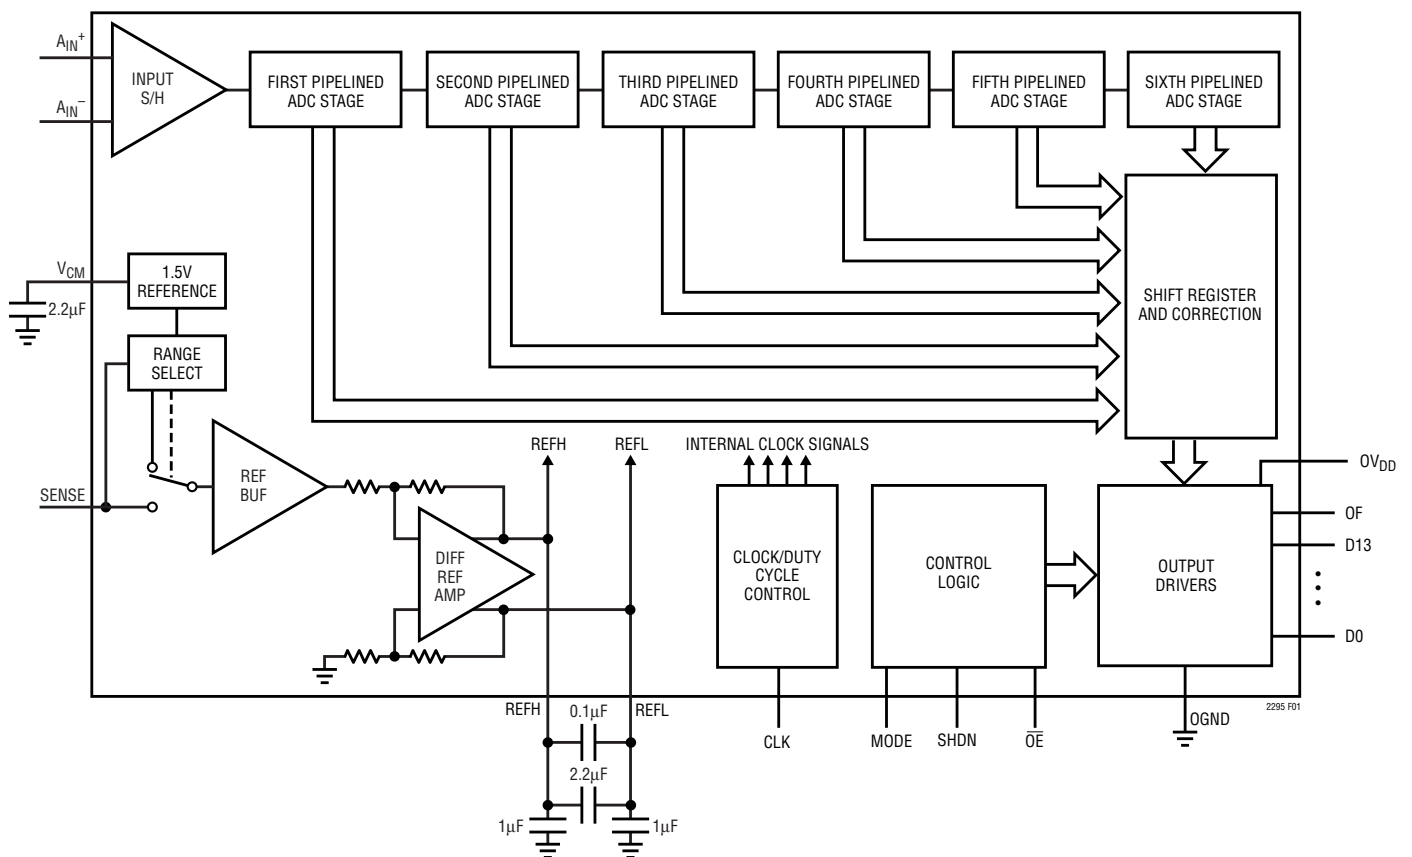 AIN+
AIN−
INPUT
S/H
FIRST PIPELINED
ADC STAGE
SECOND PIPELINED
ADC STAGE
THIRD PIPELINED
ADC STAGE
FOURTH PIPELINED
ADC STAGE
FIFTH PIPELINED
ADC STAGE
SIXTH PIPELINED
ADC STAGE
VCM
2.2µF
1.5V
REFERENCE
RANGE
SELECT
SHIFT REGISTER
AND CORRECTION
SENSE
REF
BUF
REFH
REFL
INTERNAL CLOCK SIGNALS
DIFF
REF
AMP
CLOCK/DUTY
CYCLE
CONTROL
CONTROL
LOGIC
OUTPUT
DRIVERS
OVDD
OF
D13
D0
REFH
0.1µF
REFL
2.2µF
1µF
1µF
CLK
MODE
SHDN
O̅E̅
OGND
2295 F01